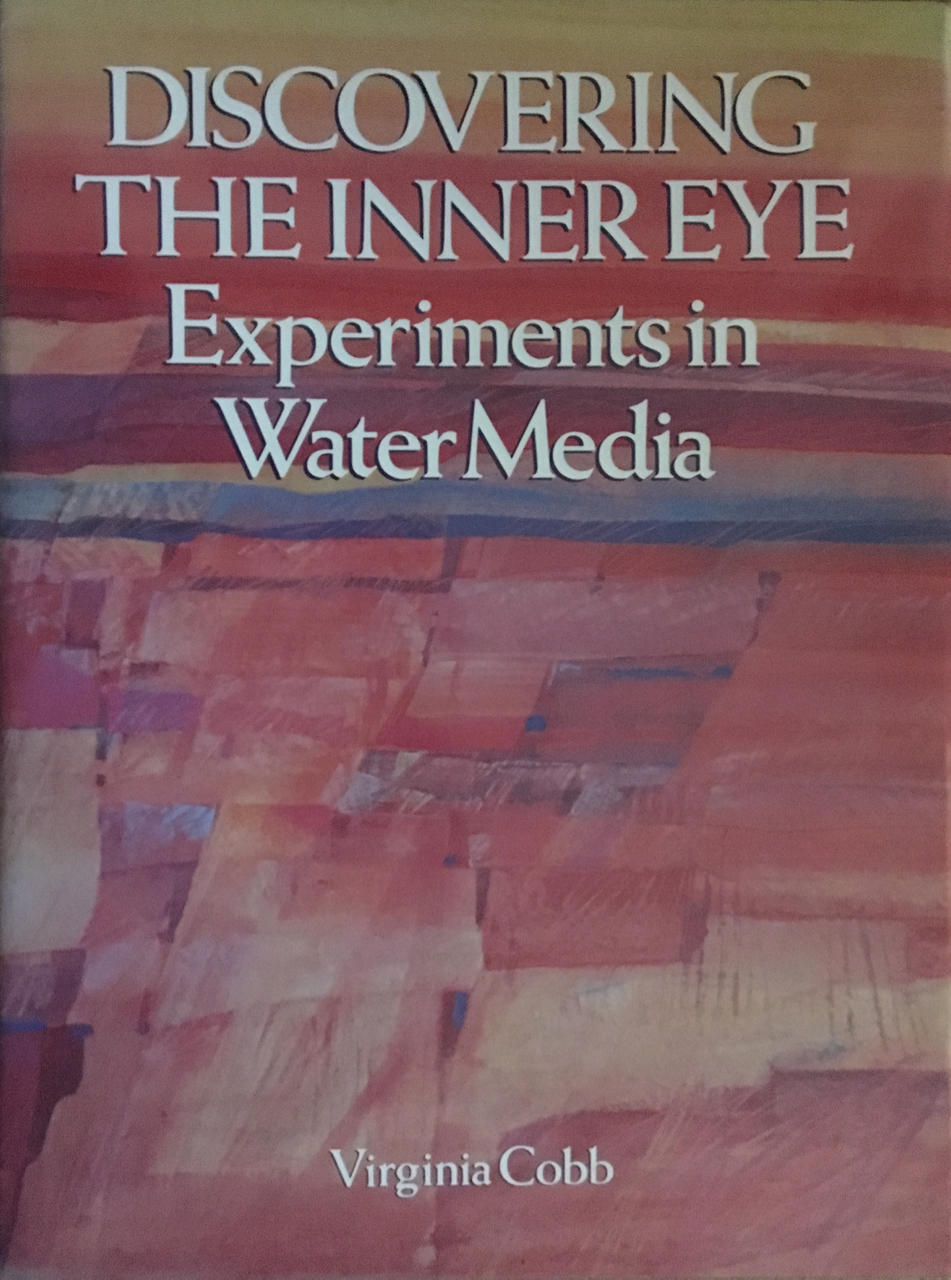 DISCOVERING
THE INNER EYE
Experiments in
Water Media
Virginia Cobb